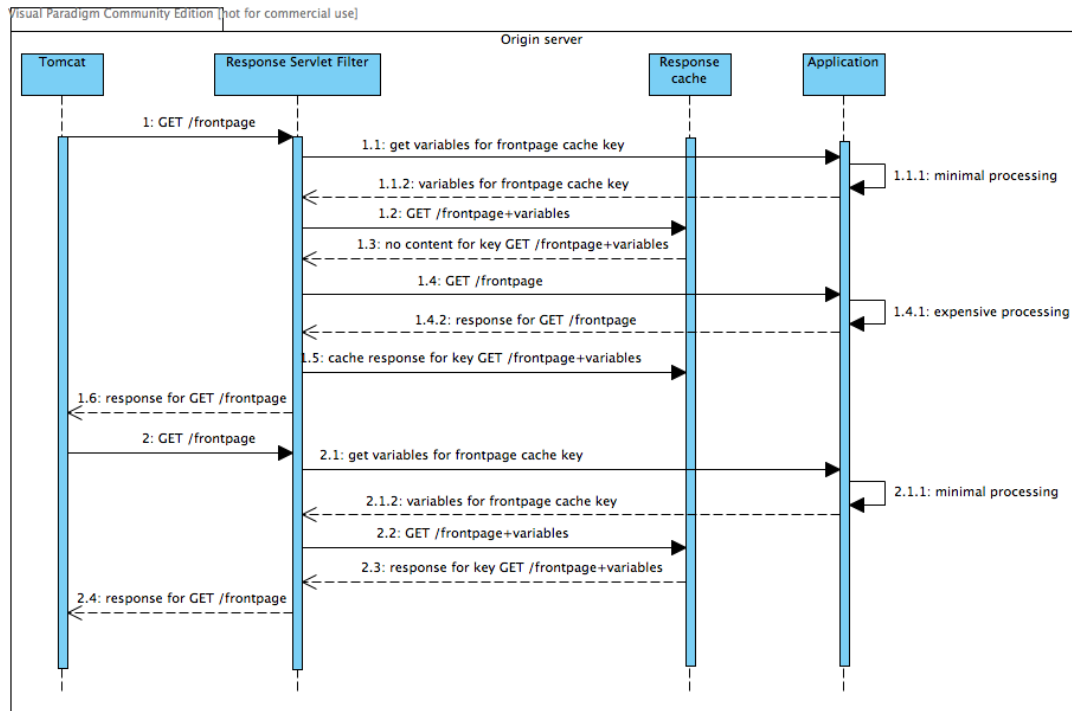 Visual Paradigm Community Edition [not for commercial use]
Origin server
Tomcat
Response Servlet Filter
Response
cache
Application
1: GET /frontpage
1.1: get variables for frontpage cache key
1.1.1: minimal processing
1.1.2: variables for frontpage cache key
1.2: GET /frontpage+variables
1.3: no content for key GET /frontpage+variables
1.4: GET /frontpage
1.4.1: expensive processing
1.4.2: response for GET /frontpage
1.5: cache response for key GET /frontpage+variables
1.6: response for GET /frontpage
2: GET /frontpage
2.1: get variables for frontpage cache key
2.1.1: minimal processing
2.1.2: variables for frontpage cache key
2.2: GET /frontpage+variables
2.3: response for key GET /frontpage+variables
2.4: response for GET /frontpage